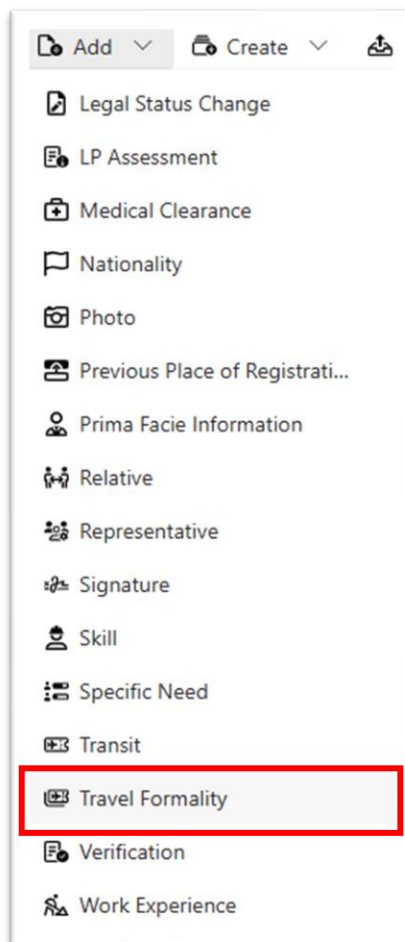 Add Create
Legal Status Change
LP Assessment
Medical Clearance
Nationality
Photo
Previous Place of Registrati...
Prima Facie Information
Relative
Representative
Signature
Skill
Specific Need
Transit
Travel Formality
Verification
Work Experience